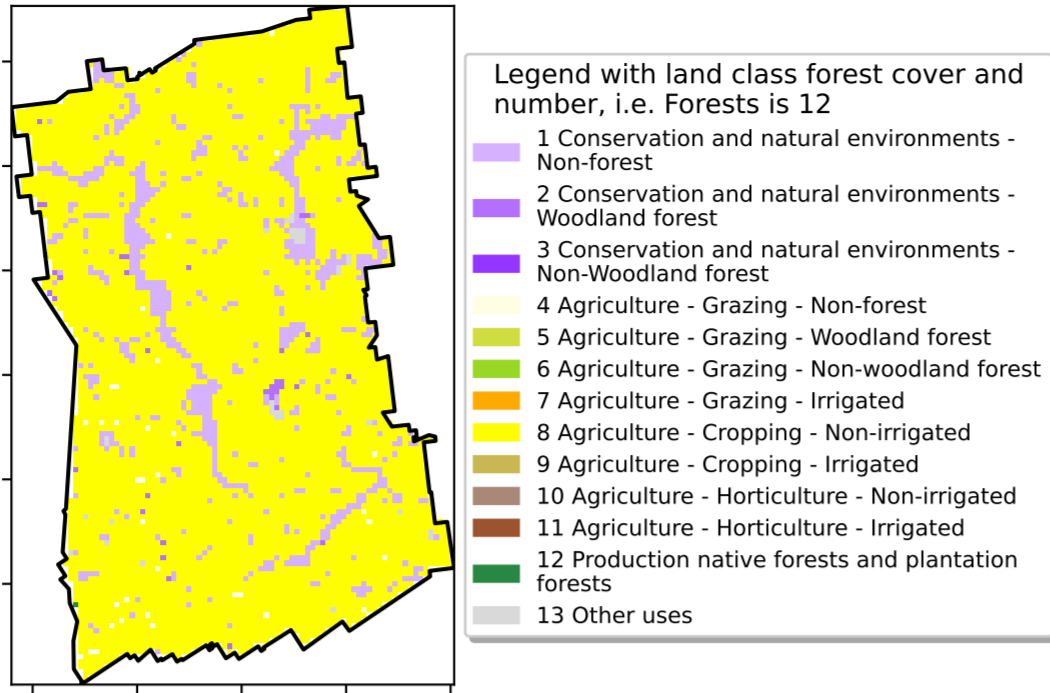 Legend with land class forest cover and
number, i.e. Forests is 12
1 Conservation and natural environments -
Non-forest
2 Conservation and natural environments -
Woodland forest
3 Conservation and natural environments -
Non-Woodland forest
4 Agriculture - Grazing - Non-forest
5 Agriculture - Grazing - Woodland forest
6 Agriculture - Grazing - Non-woodland forest
7 Agriculture - Grazing - Irrigated
8 Agriculture - Cropping - Non-irrigated
9 Agriculture - Cropping - Irrigated
10 Agriculture - Horticulture - Non-irrigated
11 Agriculture - Horticulture - Irrigated
12 Production native forests and plantation
forests
13 Other uses